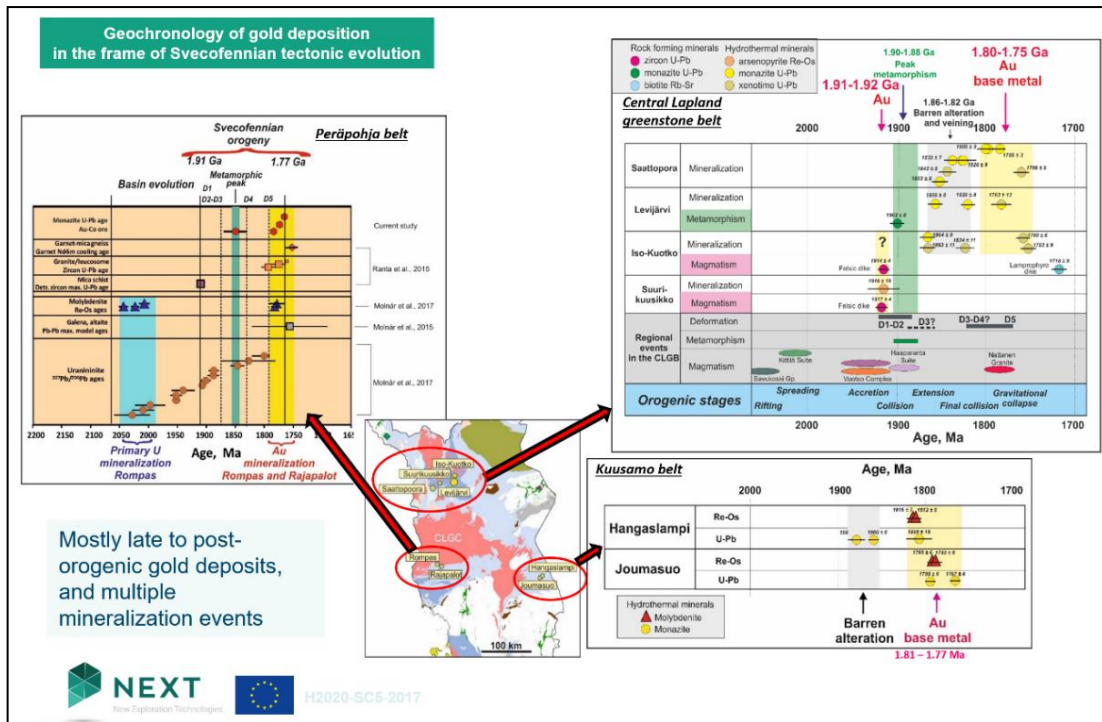 Geochronology of gold deposition
in the frame of Svecofennian tectonic evolution
Peräpohja belt
Svecofennian
orogeny
1.91 Ga
1.77 Ga
Basin evolution
Metamorphic
peak
D1
D2-D3
D4
D5
Monazite U-Pb age
Au-Co ore
Current study
Garnet-mica gneiss
Garnet NdSm cooling age
Granite/leucosome
Zircon U-Pb age
Ranta et al., 2015
Mica schist
Detr. zircon max. U-Pb age
Molybdenite
Re-Os ages
Molnár et al., 2017
Galena, altaite
Pb-Pb max. model ages
Molnár et al., 2015
Uranininite
ages
Molnár et al., 2017
2200 2150 2100 2050 2000 1950 1900 1850 1800 1750 1700 165
Primary U
mineralization
Rompas
Age, Ma
Au
mineralization
Rompas and Rajapalot
Rock forming minerals
Hydrothermal minerals
zircon U-Pb
arsenopyrite Re-Os
monazite U-Pb
monazite U-Pb
biotite Rb-Sr
xenotime U-Pb
1.90-1.88 Ga
Peak
metamorphism
1.80-1.75 Ga
Au
base metal
1.91-1.92 Ga
Au
1.86-1.82 Ga
Barren alteration
and veining
Central Lapland
greenstone belt
2000 1900 1800 1700
Saattopora
Mineralization
Levijärvi
Mineralization
Metamorphism
Iso-Kuotko
Mineralization
?
Magmatism
Felsic dike
Lamprophyre
dike
Suuri-
kuusikko
Mineralization
Magmatism
Felsic dike
Regional
events
in the CLGB
Deformation
D1-D2
D3?
D3-D4?
D5
Metamorphism
Magmatism
Kittilä Suite
Savukoski Gp.
Vuotso Complex
Haaparanta
Suite
Nattanen
Granite
Orogenic stages
Rifting
Spreading
Accretion
Collision
Extension
Final collision
Gravitational
collapse
2000 1900 1800 1700
Age, Ma
Iso-Kuotko
Suurikuusikko
Saattopoora
Levijärvi
CLGC
Rompas
Rajapalot
Hangaslampi
Joumasuo
100 km
Kuusamo belt
Age, Ma
2000 1900 1800 1700
Hangaslampi
Re-Os
U-Pb
Joumasuo
Re-Os
U-Pb
Hydrothermal minerals
Molybdenite
Monazite
Barren
alteration
Au
base metal
1.81 – 1.77 Ma
Mostly late to post-
orogenic gold deposits,
and multiple
mineralization events
NEXT
New Exploration Technologies
H2020-SC5-2017